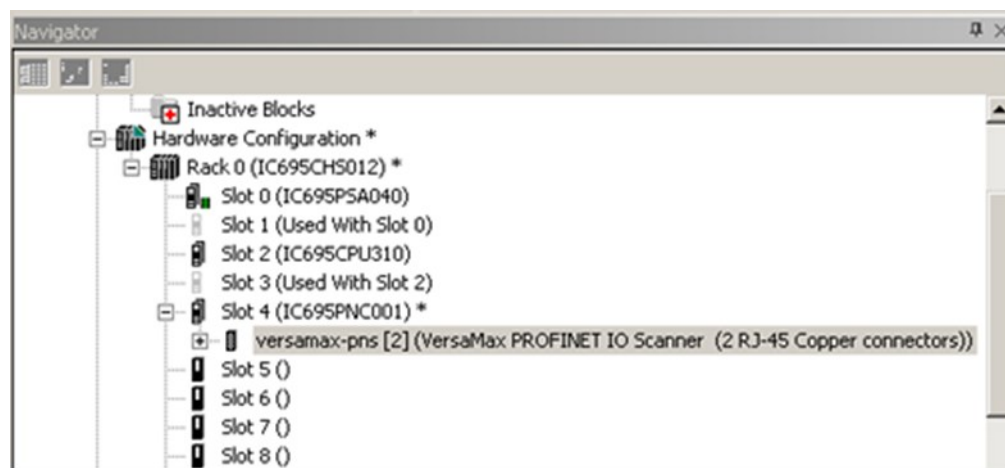 Navigator
Inactive Blocks
Hardware Configuration *
Rack 0 (IC695CHS012) *
Slot 0 (IC695PSA040)
Slot 1 (Used With Slot 0)
Slot 2 (IC695CPU310)
Slot 3 (Used With Slot 2)
Slot 4 (IC695PNC001) *
versamax-pns [2] (VersaMax PROFINET IO Scanner (2 RJ-45 Copper connectors))
Slot 5 ()
Slot 6 ()
Slot 7 ()
Slot 8 ()